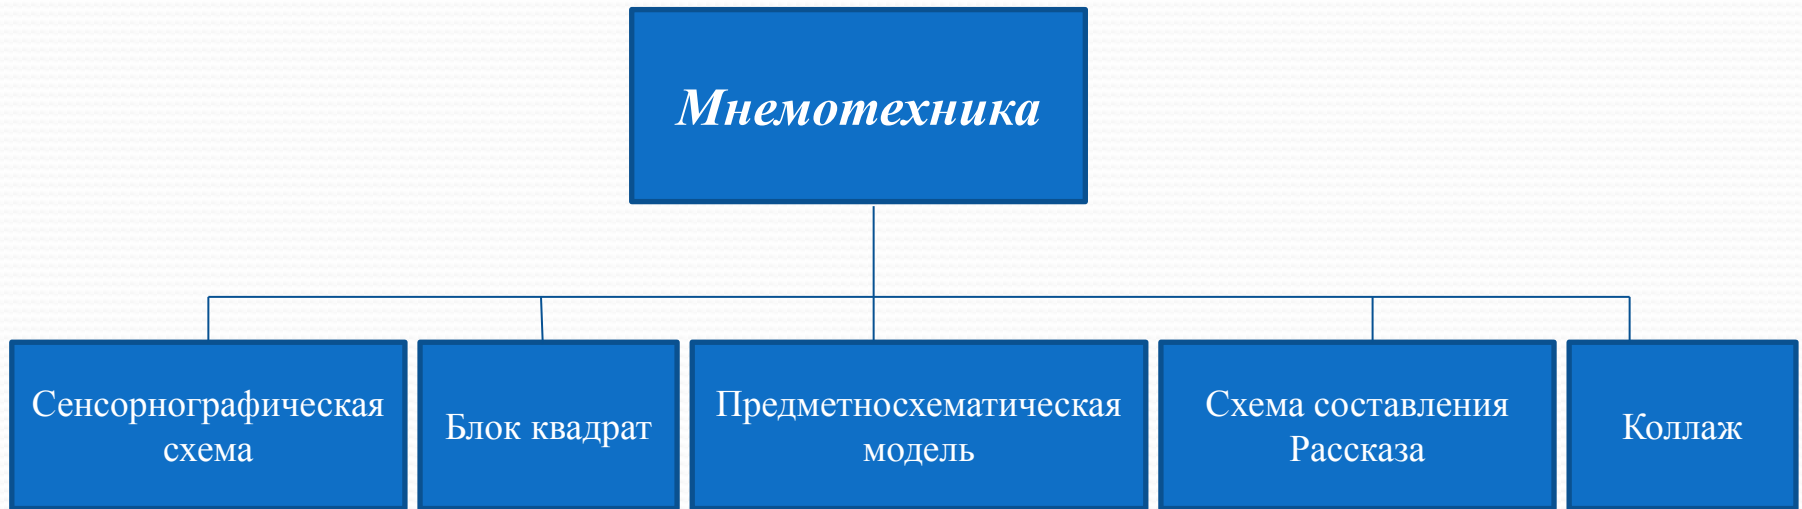 Мнемотехника
Сенсорнографическая
схема
Блок квадрат
Предметносхематическая
модель
Схема составления
Рассказа
Коллаж